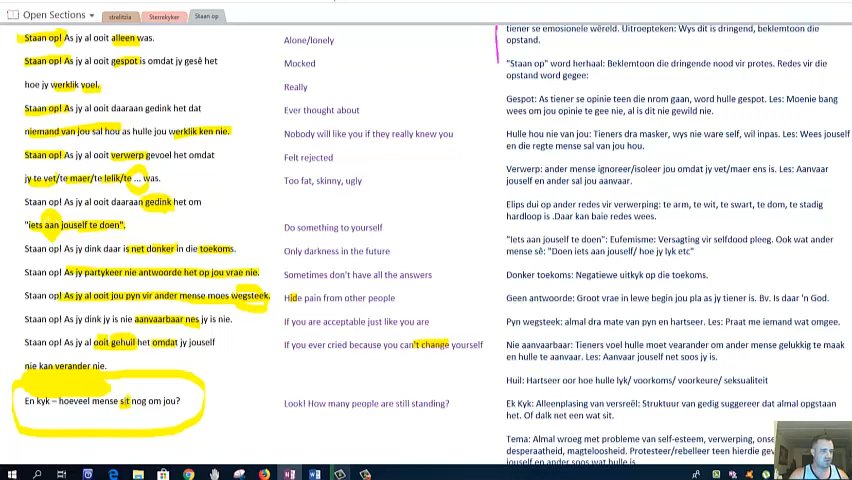 Open Sections
strelitzia
Sterrekyker
Staan op
Staan op! As jy al ooit alleen was.
Staan op! As jy al ooit gespot is omdat jy gesê het
hoe jy werklik voel.
Staan op! As jy al ooit daaraan gedink het dat
niemand van jou sal hou as hulle jou werklik ken nie.
Staan op! As jy al ooit verwerp gevoel het omdat
jy te vet/te maer/te lelik/te ... was.
Staan op! As jy al ooit daaraan gedink het om
"iets aan jouself te doen".
Staan op! As jy dink daar is net donker in die toekoms.
Staan op! As jy partykeer nie antwoorde het op jou vrae nie.
Staan op! As jy al ooit jou pyn vir ander mense moes wegsteek.
Staan op! As jy dink jy is nie aanvaarbaar nes jy is nie.
Staan op! As jy al ooit gehuil het omdat jy jouself
nie kan verander nie.
En kyk – hoeveel mense sit nog om jou?
Alone/lonely
Mocked
Really
Ever thought about
Nobody will like you if they really knew you
Felt rejected
Too fat, skinny, ugly
Do something to yourself
Only darkness in the future
Sometimes don't have all the answers
Hide pain from other people
If you are acceptable just like you are
If you ever cried because you can't change yourself
Look! How many people are still standing?
tiener se emosionele wêreld. Uitroepteken: Wys dit is dringend, beklemtoon die
opstand.
"Staan op" word herhaal: Beklemtoon die dringende nood vir protes. Redes vir die
opstand word gegee:
Gespot: As tiener se opinie teen die nrom gaan, word hulle gespot. Les: Moenie bang
wees om jou opinie te gee nie, al is dit nie gewild nie.
Hulle hou nie van jou: Tieners dra masker, wys nie ware self, wil inpas. Les: Wees jouself
en die regte mense sal van jou hou.
Verwerp: ander mense ignoreer/isoleer jou omdat jy vet/maer ens is. Les: Aanvaar
jouself en ander sal jou aanvaar.
Elips dui op ander redes vir verwerping: te arm, te wit, te swart, te dom, te stadig
hardloop is .Daar kan baie redes wees.
"Iets aan jouself te doen": Eufemisme: Versagting vir selfdood pleeg. Ook wat ander
mense sê: "Doen iets aan jouself/ hoe jy lyk etc"
Donker toekoms: Negatiewe uitkyk op die toekoms.
Geen antwoorde: Groot vrae in lewe begin jou pla as jy tiener is. Bv. Is daar 'n God.
Pyn wegsteek: almal dra mate van pyn en hartseer. Les: Praat me iemand wat omgee.
Nie aanvaarbaar: Tieners voel hulle moet vearander om ander mense gelukkig te maak
en hulle te aanvaar. Les: Aanvaar jouself net soos jy is.
Huil: Hartseer oor hoe hulle lyk/ voorkoms/ voorkeure/ seksualiteit
Ek Kyk: Alleenplasing van versreël: Struktuur van gedig suggereer dat almal opgestaan
het. Of dalk net een wat sit.
Tema: Almal wroeg met probleme van self-esteem, verwerping,
desperaatheid, magteloosheid. Protesteer/rebelleer teen hierdie
jouself en ander soos wat hulle is.